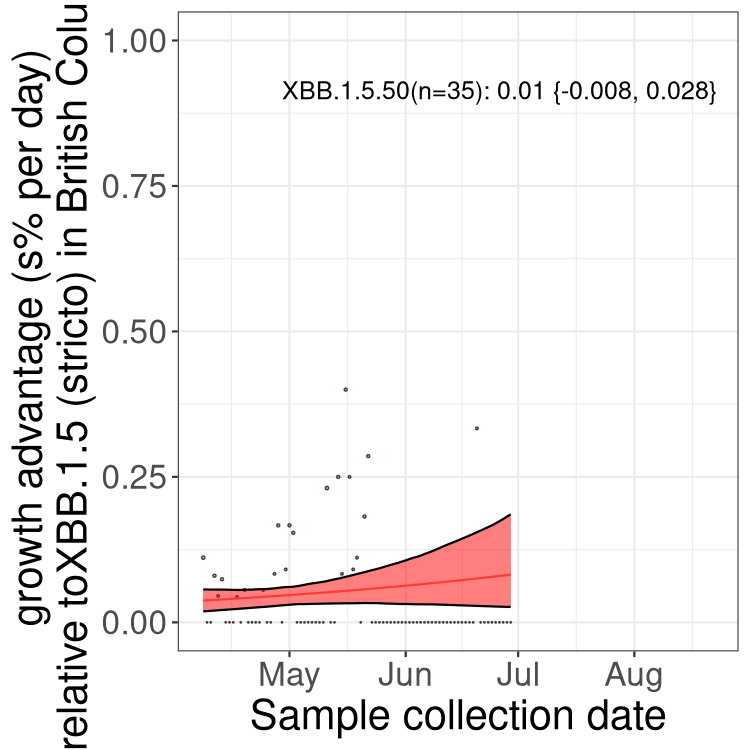 growth advantage (s% per day)
relative toXBB.1.5 (stricto) in British Colu
1.00
0.75
0.50
0.25
0.00
XBB.1.5.50(n=35): 0.01 {-0.008, 0.028}
May Jun Jul Aug
Sample collection date